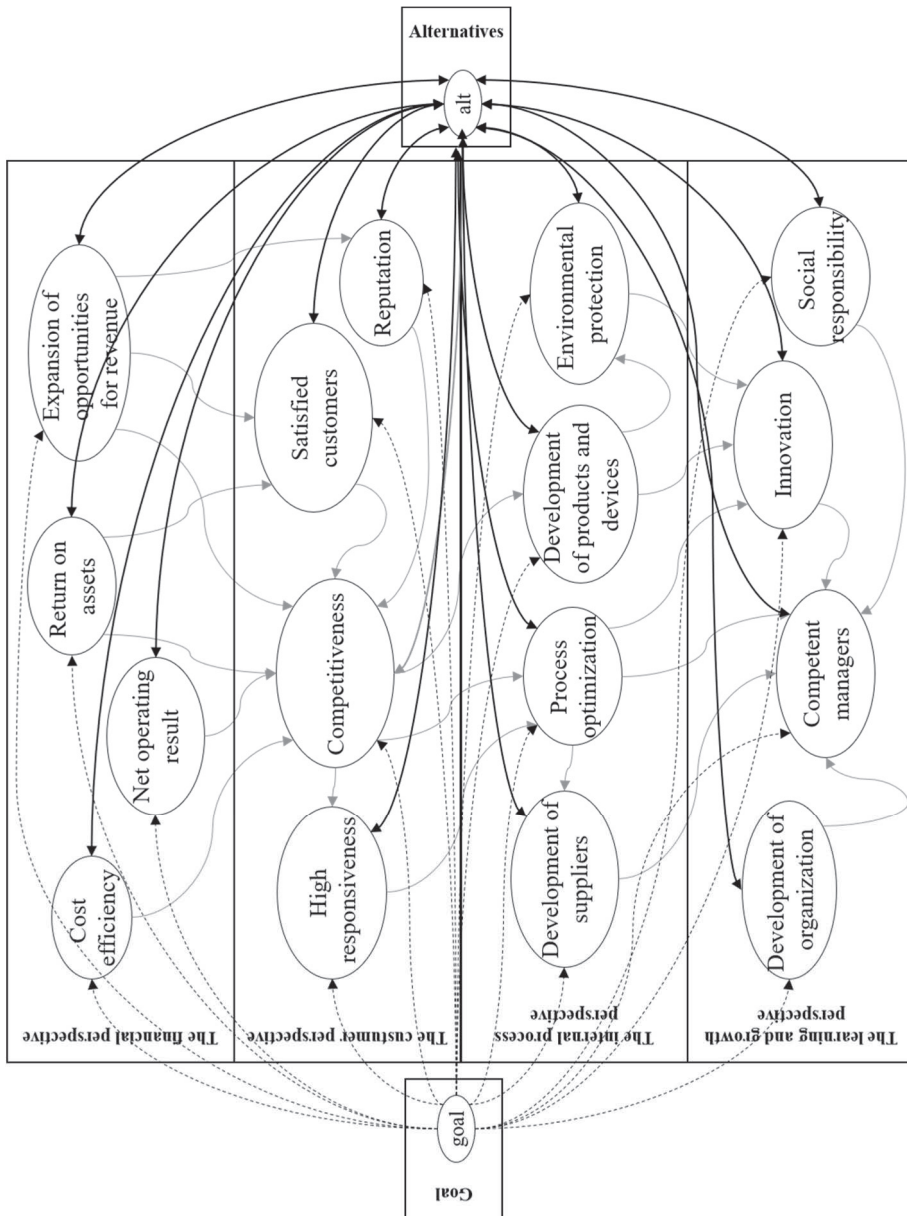 Alternatives
alt
Expansion of
opportunities
for revenue
Return on
assets
Net operating
result
Cost
efficiency
The financial perspective
Reputation
Satisfied
customers
Competitiveness
High
responsiveness
The custumer perspective
Environmental
protection
Development
of products and
devices
Process
optimization
Development of
suppliers
The internal process
perspective
Social
responsibility
Innovation
Competent
managers
Development of
organization
The learning and growth
perspective
goal
Goal